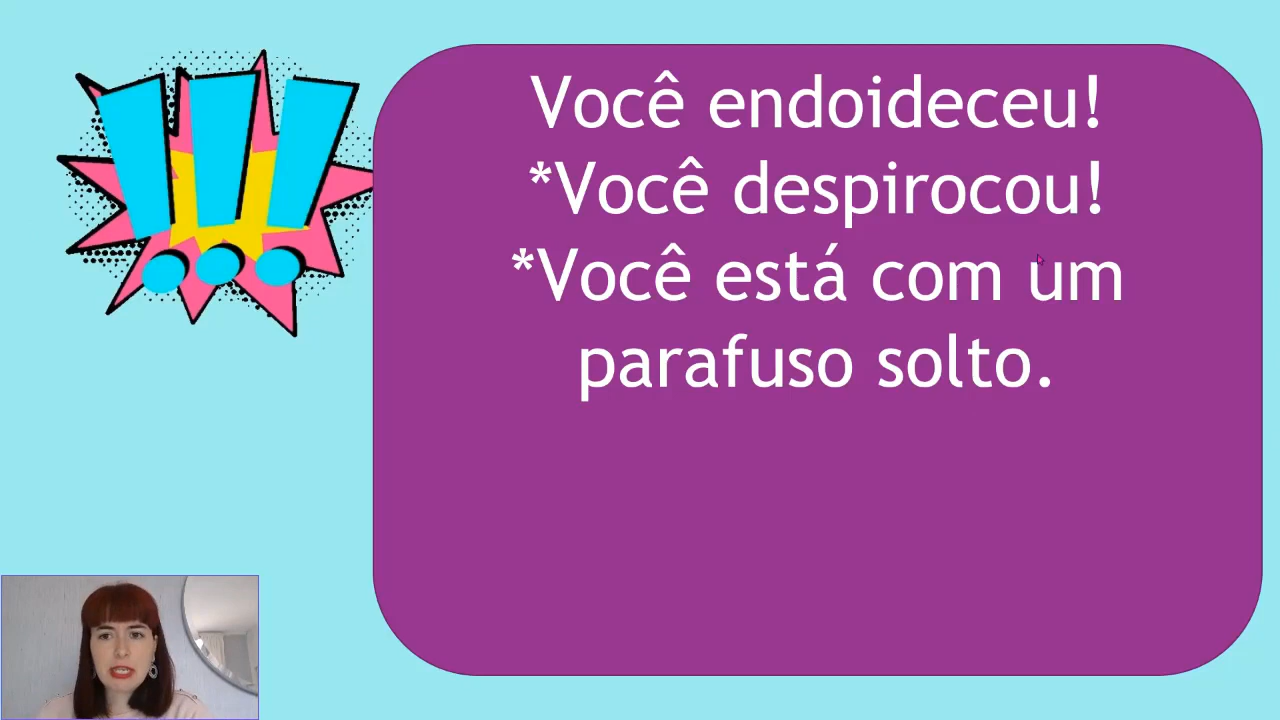 Você endoideceu!
*Você despirocou!
*Você está com um
parafuso solto.